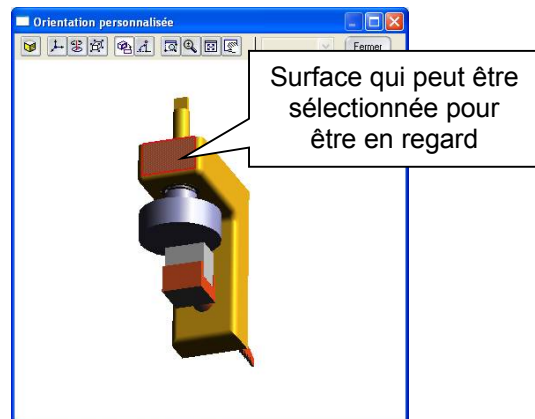 Orientation personnalisée
Fermer
Surface qui peut être
sélectionnée pour
être en regard